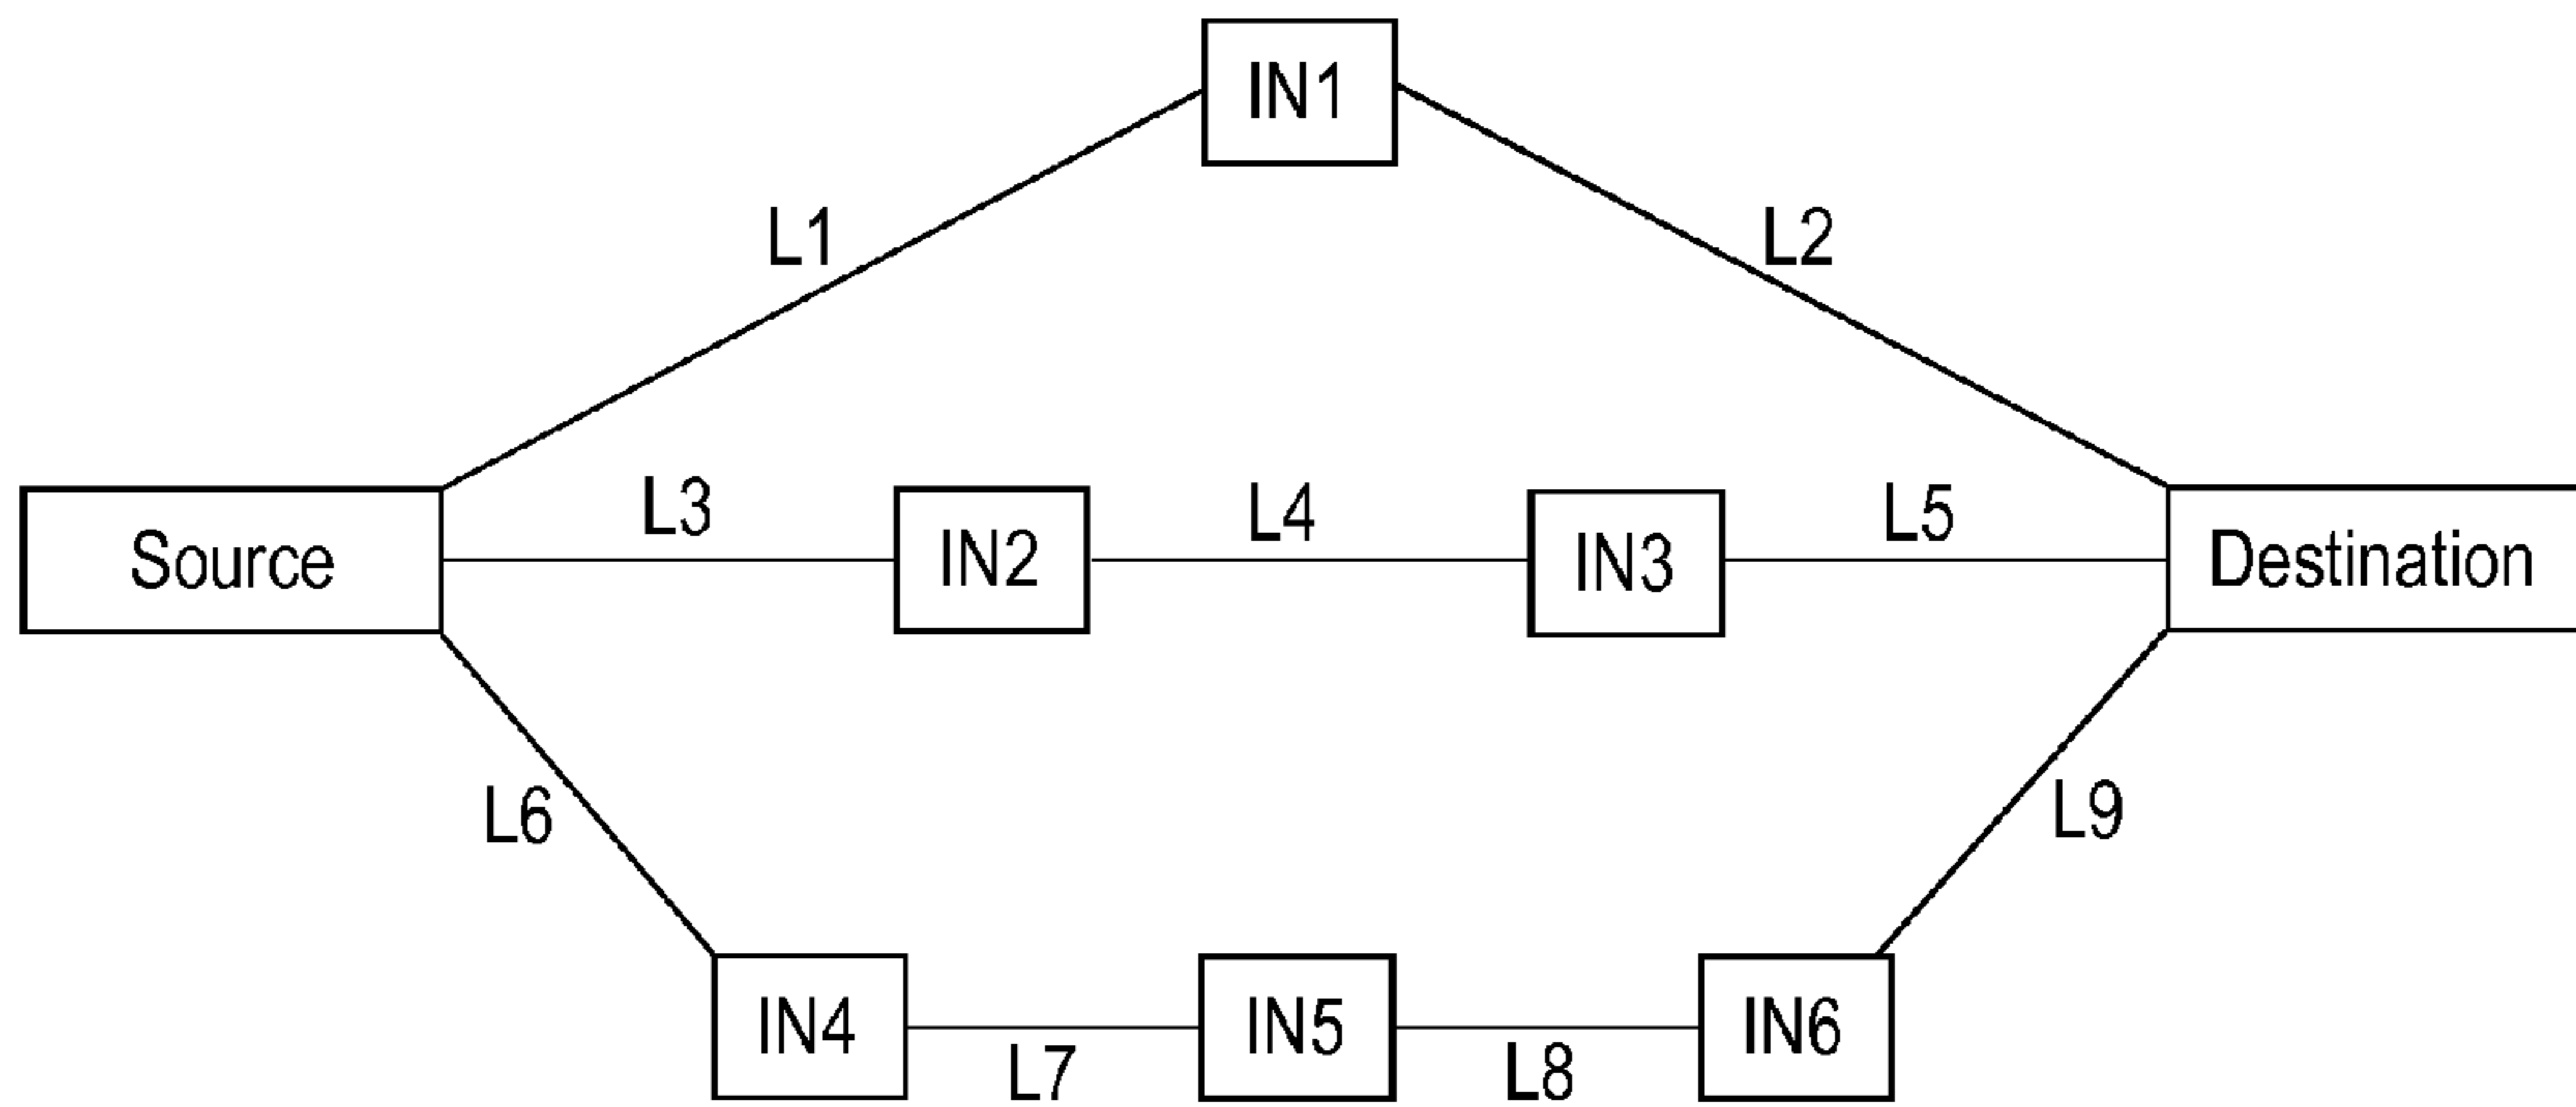 IN1
L1
L2
Source
L3
IN2
L4
IN3
L5
Destination
L6
L9
IN4
L7
IN5
L8
IN6